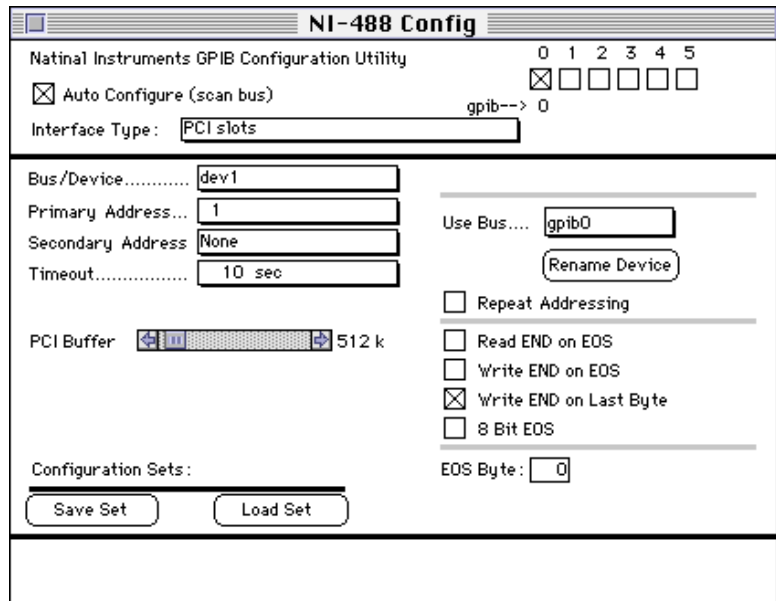 NI-488 Config
Natinal Instruments GPIB Configuration Utility
0 1 2 3 4 5
Auto Configure (scan bus)
gpib--> 0
Interface Type: PCI slots
Bus/Device............ dev1
Primary Address... 1
Secondary Address None
Timeout................. 10 sec
Use Bus.... gpib0
Rename Device
Repeat Addressing
PCI Buffer 512 k
Read END on EOS
Write END on EOS
Write END on Last Byte
8 Bit EOS
Configuration Sets:
EOS Byte: 0
Save Set Load Set